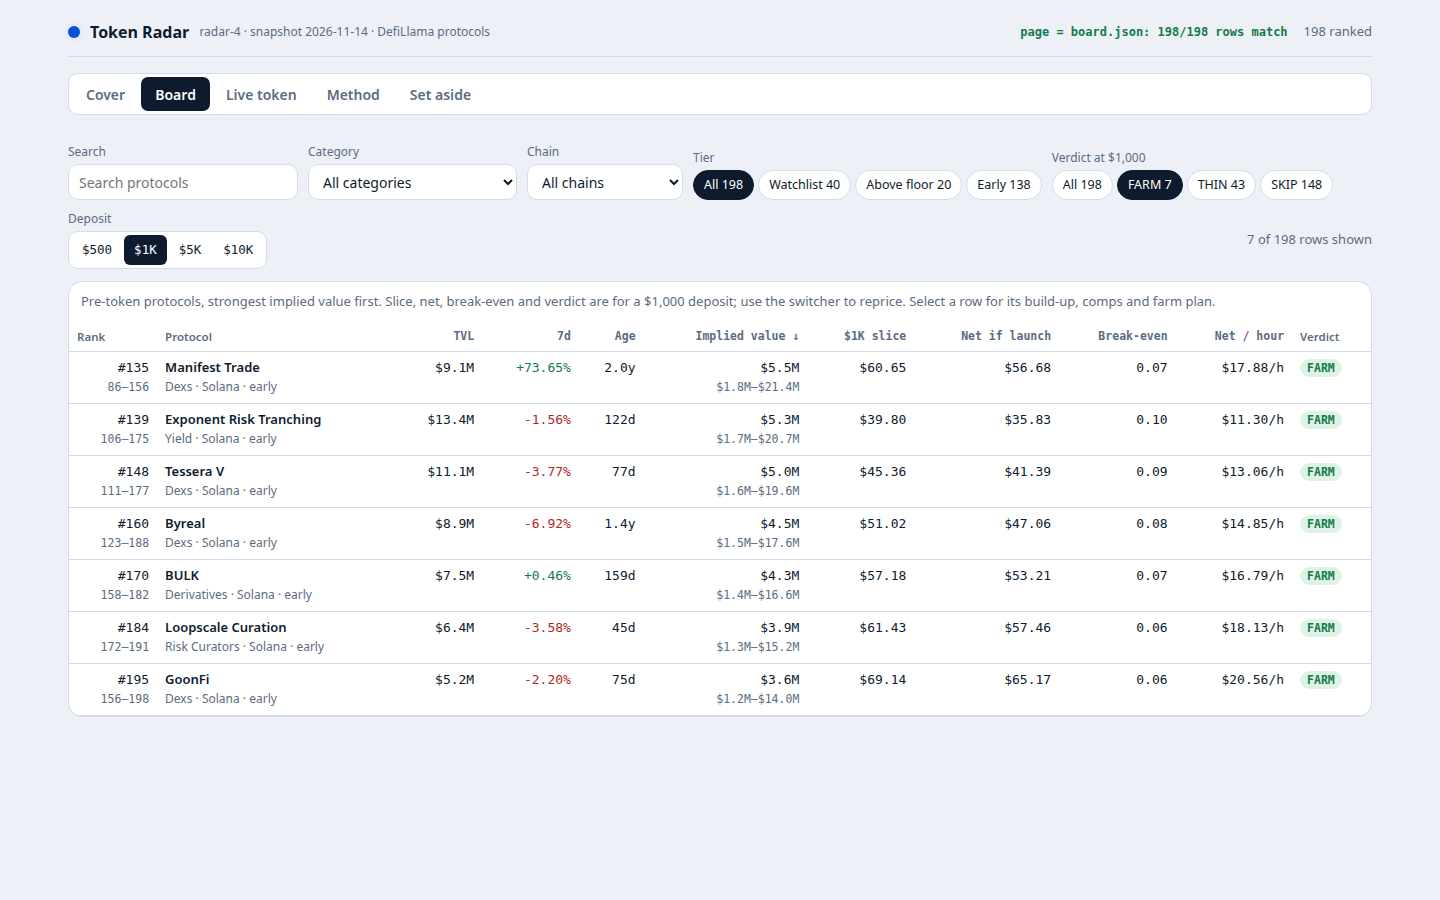 Token Radar radar-4 · snapshot 2026-11-14 · DefiLlama protocols page = board.json: 198/198 rows match 198 ranked
Cover Board Live token Method Set aside
Search Category Chain Tier Verdict at $1,000
Search protocols All categories All chains All 198 Watchlist 40 Above floor 20 Early 138 All 198 FARM 7 THIN 43 SKIP 148
Deposit
$500 $1K $5K $10K 7 of 198 rows shown
Pre-token protocols, strongest implied value first. Slice, net, break-even and verdict are for a $1,000 deposit; use the switcher to reprice. Select a row for its build-up, comps and farm plan.
Rank Protocol TVL 7d Age Implied value ↓ $1K slice Net if launch Break-even Net / hour Verdict
#135 Manifest Trade $9.1M +73.65% 2.0y $5.5M $60.65 $56.68 0.07 $17.88/h FARM
86–156 Dexs · Solana · early $1.8M–$21.4M
#139 Exponent Risk Tranching $13.4M -1.56% 122d $5.3M $39.80 $35.83 0.10 $11.30/h FARM
106–175 Yield · Solana · early $1.7M–$20.7M
#148 Tessera V $11.1M -3.77% 77d $5.0M $45.36 $41.39 0.09 $13.06/h FARM
111–177 Dexs · Solana · early $1.6M–$19.6M
#160 Byreal $8.9M -6.92% 1.4y $4.5M $51.02 $47.06 0.08 $14.85/h FARM
123–188 Dexs · Solana · early $1.5M–$17.6M
#170 BULK $7.5M +0.46% 159d $4.3M $57.18 $53.21 0.07 $16.79/h FARM
158–182 Derivatives · Solana · early $1.4M–$16.6M
#184 Loopscale Curation $6.4M -3.58% 45d $3.9M $61.43 $57.46 0.06 $18.13/h FARM
172–191 Risk Curators · Solana · early $1.3M–$15.2M
#195 GoonFi $5.2M -2.20% 75d $3.6M $69.14 $65.17 0.06 $20.56/h FARM
156–198 Dexs · Solana · early $1.2M–$14.0M